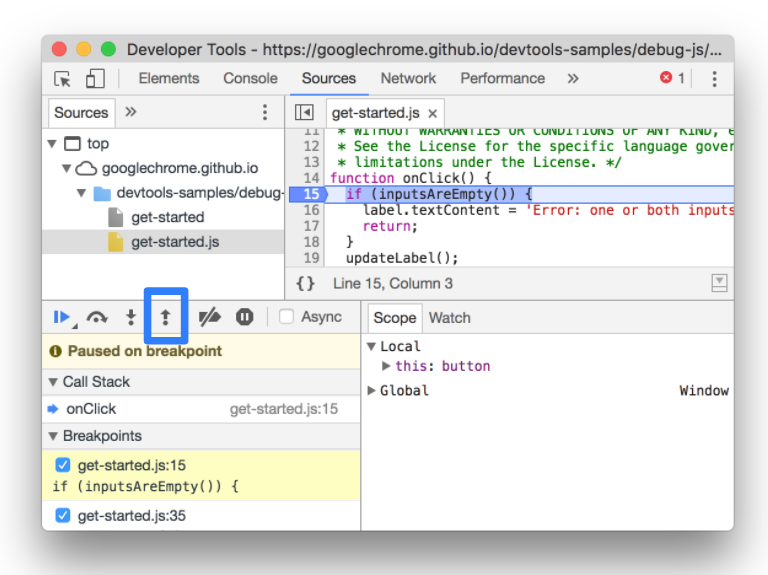 Developer Tools - https://googlechrome.github.io/devtools-samples/debug-js/...
Elements Console Sources Network Performance » 1
Sources »
get-started.js ×
top
googlechrome.github.io
devtools-samples/debug-
get-started
get-started.js
11 * WITHOUT WARRANTIES OR CONDITIONS OF ANY KIND, e
12 * See the License for the specific language gover
13 * limitations under the License. */
14 function onClick() {
15 if (inputsAreEmpty()) {
16 label.textContent = 'Error: one or both inputs
17 return;
18 }
19 updateLabel();
{} Line 15, Column 3
Async
Paused on breakpoint
Call Stack
onClick get-started.js:15
Breakpoints
get-started.js:15
if (inputsAreEmpty()) {
get-started.js:35
Scope Watch
Local
this: button
Global Window